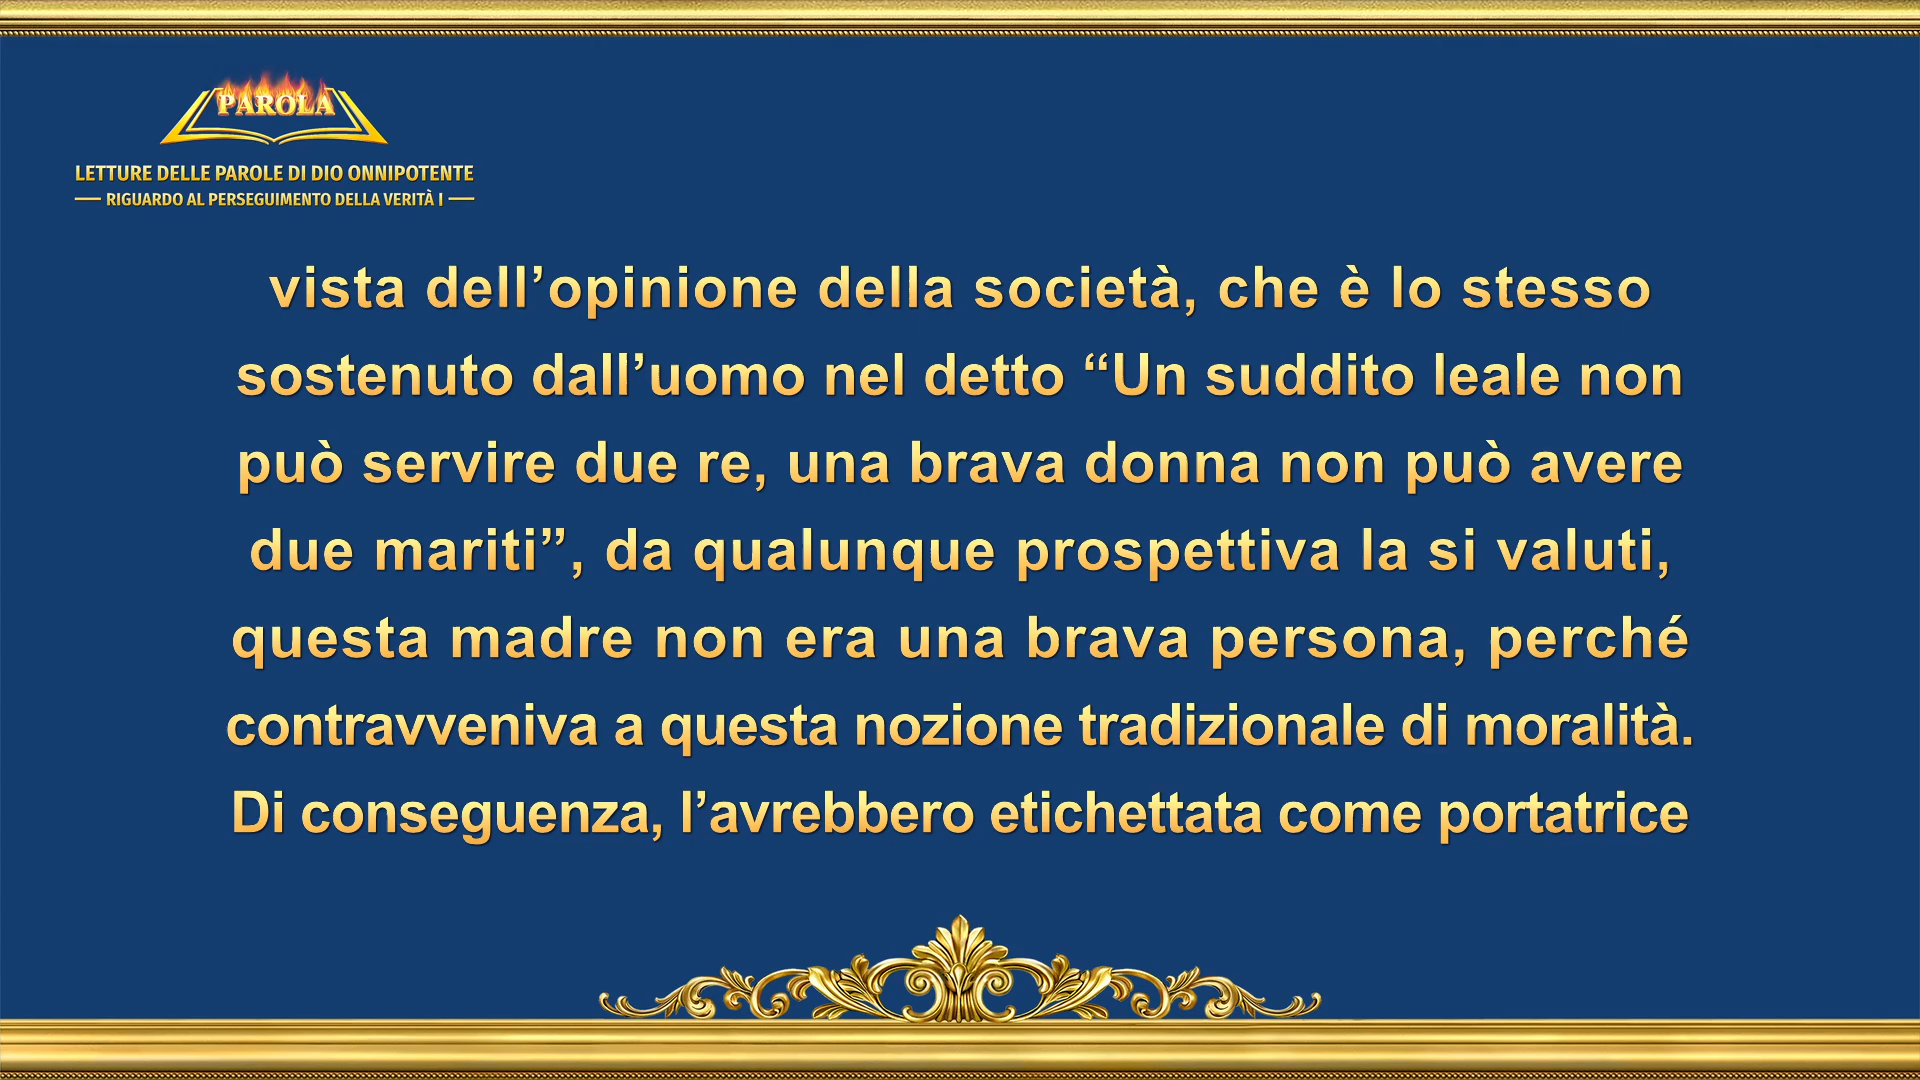 PAROLA
LETTURE DELLE PAROLE DI DIO ONNIPOTENTE
RIGUARDO AL PERSEGUIMENTO DELLA VERITÀ I
vista dell’opinione della società, che è lo stesso
sostenuto dall’uomo nel detto “Un suddito leale non
può servire due re, una brava donna non può avere
due mariti”, da qualunque prospettiva la si valuti,
questa madre non era una brava persona, perché
contravveniva a questa nozione tradizionale di moralità.
Di conseguenza, l’avrebbero etichettata come portatrice